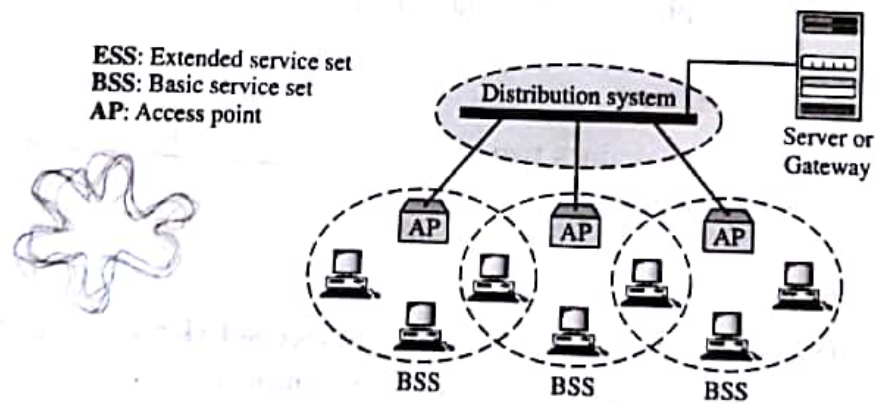 ESS: Extended service set
BSS: Basic service set
AP: Access point
Distribution system
Server or
Gateway
AP
AP
AP
BSS
BSS
BSS